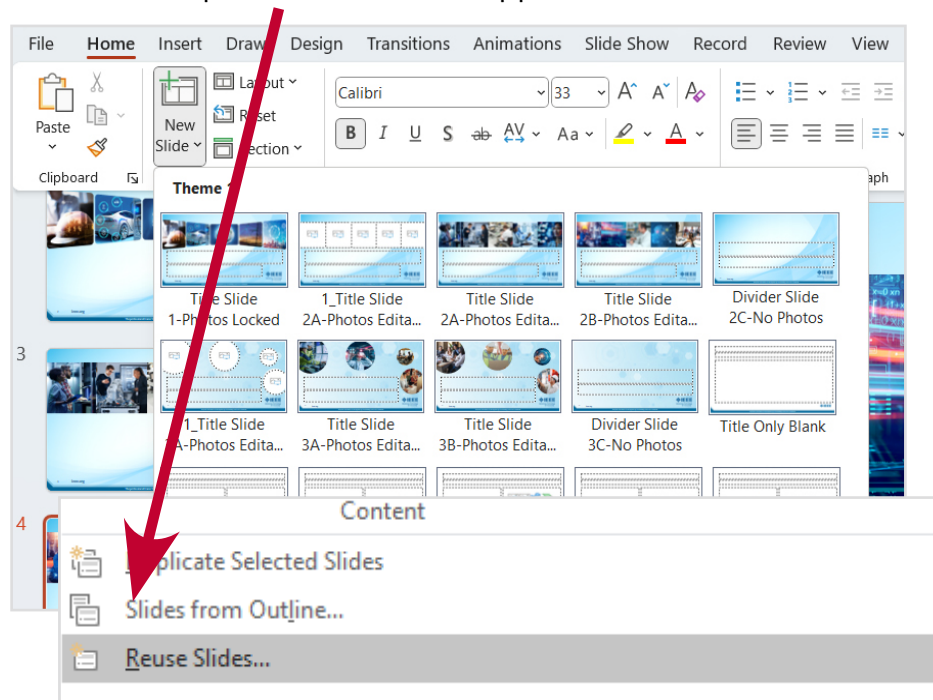 File Home Insert Draw Design Transitions Animations Slide Show Record Review View
Paste
Clipboard
New
Slide
Reset
Calibri
33
B I U S ab AV Aa A
Theme
Title Slide
1-Photos Locked
1_Title Slide
2A-Photos Edita...
Title Slide
2A-Photos Edita...
Title Slide
2B-Photos Edita...
Divider Slide
2C-No Photos
3
1_Title Slide
Title Slide
3A-Photos Edita...
Title Slide
3B-Photos Edita...
Divider Slide
3C-No Photos
Title Only Blank
4
Content
Duplicate Selected Slides
Slides from Outline...
Reuse Slides...